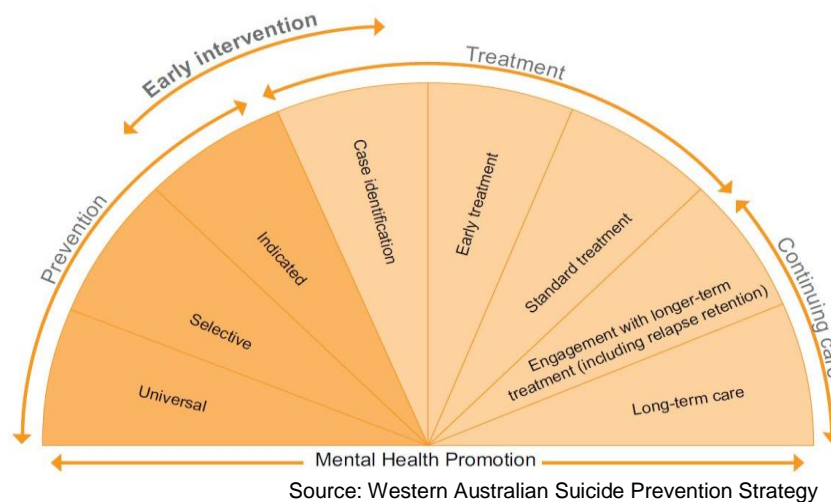 Early intervention
Treatment
Prevention
Continuing care
Universal
Selective
Indicated
Case identification
Early treatment
Standard treatment
Engagement with longer-term
treatment (including relapse retention)
Long-term care
Mental Health Promotion
Source: Western Australian Suicide Prevention Strategy